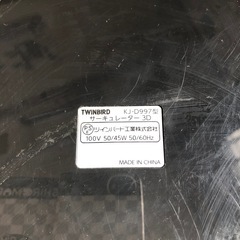 TWINBIRD KJ-D997型
サーキュレーター 3D
PSE ツインバード工業株式会社
100V 50/45W 50/60Hz
MADE IN CHINA